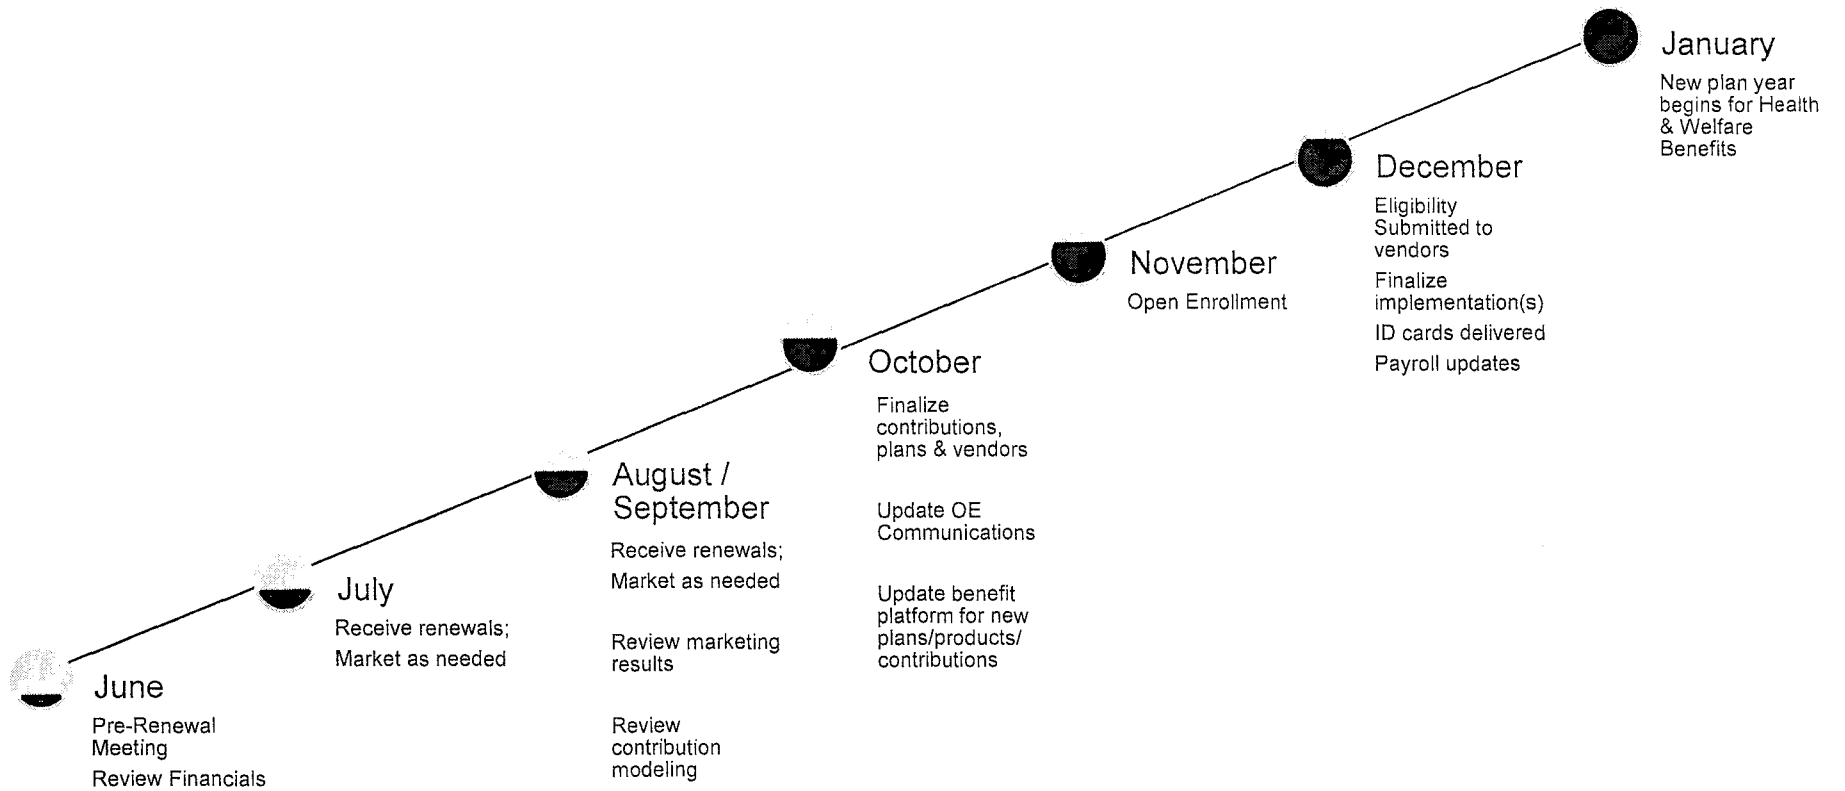 January
New plan year
begins for Health
& Welfare
Benefits
December
Eligibility
Submitted to
vendors
Finalize
implementation(s)
ID cards delivered
Payroll updates
November
Open Enrollment
October
Finalize
contributions,
plans & vendors
Update OE
Communications
Update benefit
platform for new
plans/products/
contributions
August /
September
Receive renewals;
Market as needed
Review marketing
results
Review
contribution
modeling
July
Receive renewals;
Market as needed
June
Pre-Renewal
Meeting
Review Financials